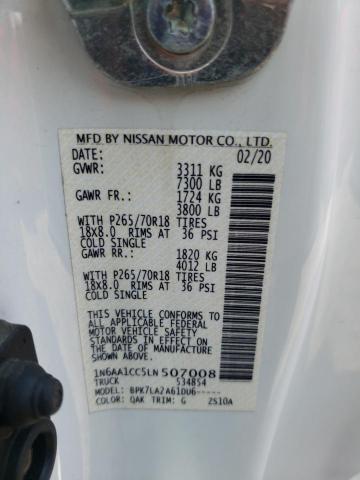 MFD BY NISSAN MOTOR CO., LTD.
DATE: 02/20
GVWR: 3311 KG
7300 LB
GAWR FR.: 1724 KG
3800 LB
WITH P265/70R18 TIRES
18X8.0 RIMS AT 36 PSI
COLD SINGLE
GAWR RR.: 1820 KG
4012 LB
WITH P265/70R18 TIRES
18X8.0 RIMS AT 36 PSI
COLD SINGLE
THIS VEHICLE CONFORMS TO
ALL APPLICABLE FEDERAL
MOTOR VEHICLE SAFETY
STANDARDS IN EFFECT
ON THE DATE OF
MANUFACTURE SHOWN
ABOVE.
1N6AA1CC5LN507008
TRUCK 534854
MODEL: BPK7LA2A61DU6-----
COLOR: QAK TRIM: G 2S10A